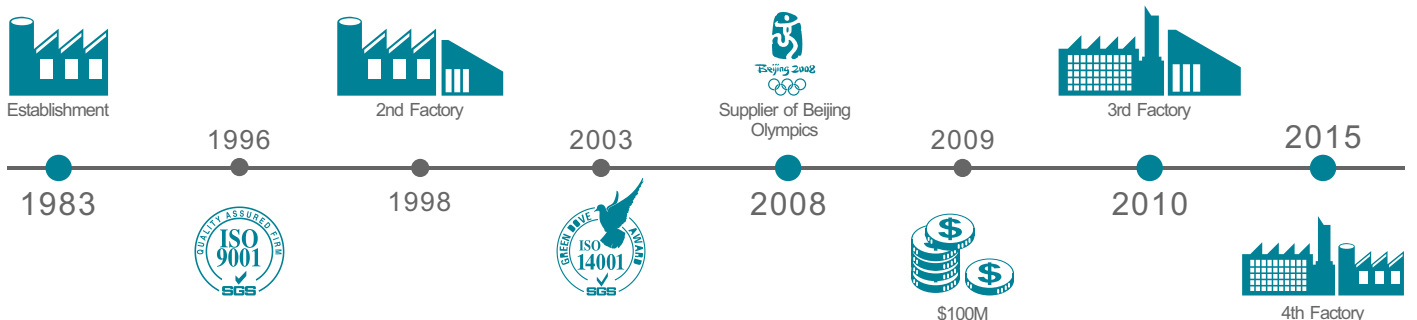 Beijing 2008
Establishment
2nd Factory
Supplier of Beijing
Olympics
3rd Factory
1996
2003
2009
2015
1983
1998
2008
2010
QUALITY ASSURED FIRM
ISO
9001
SGS
GREEN DOVE AWARD
ISO
14001
SGS
$
$
$100M
4th Factory